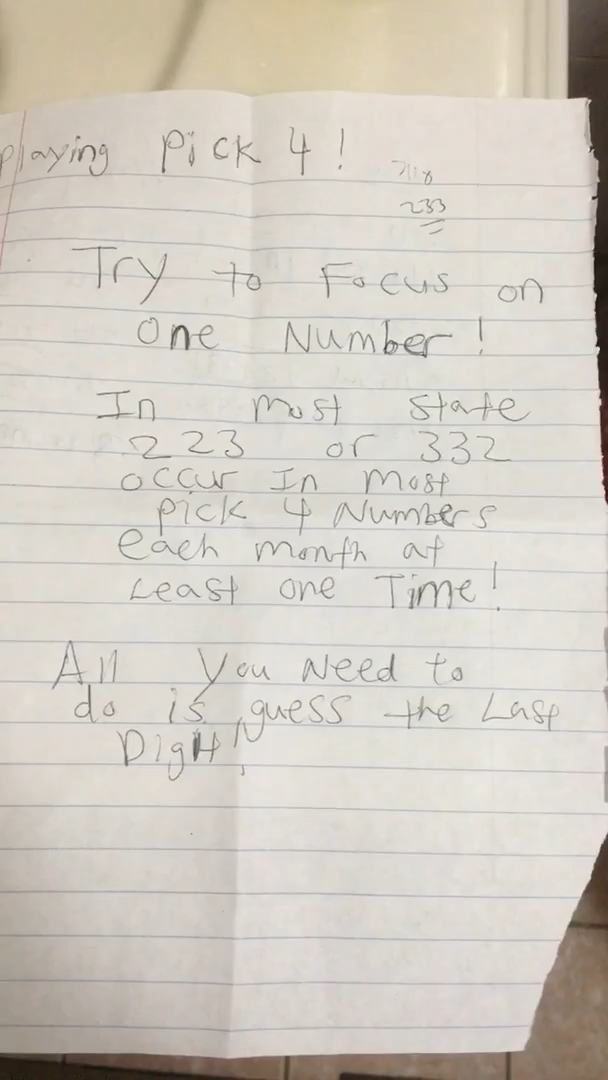 playing Pick 4!
233
Try to Focus on
One Number!
In most state
223 or 332
occur In most
pick 4 Numbers
each month at
Least one Time!
All you Need to
do is guess the Last
Digit!